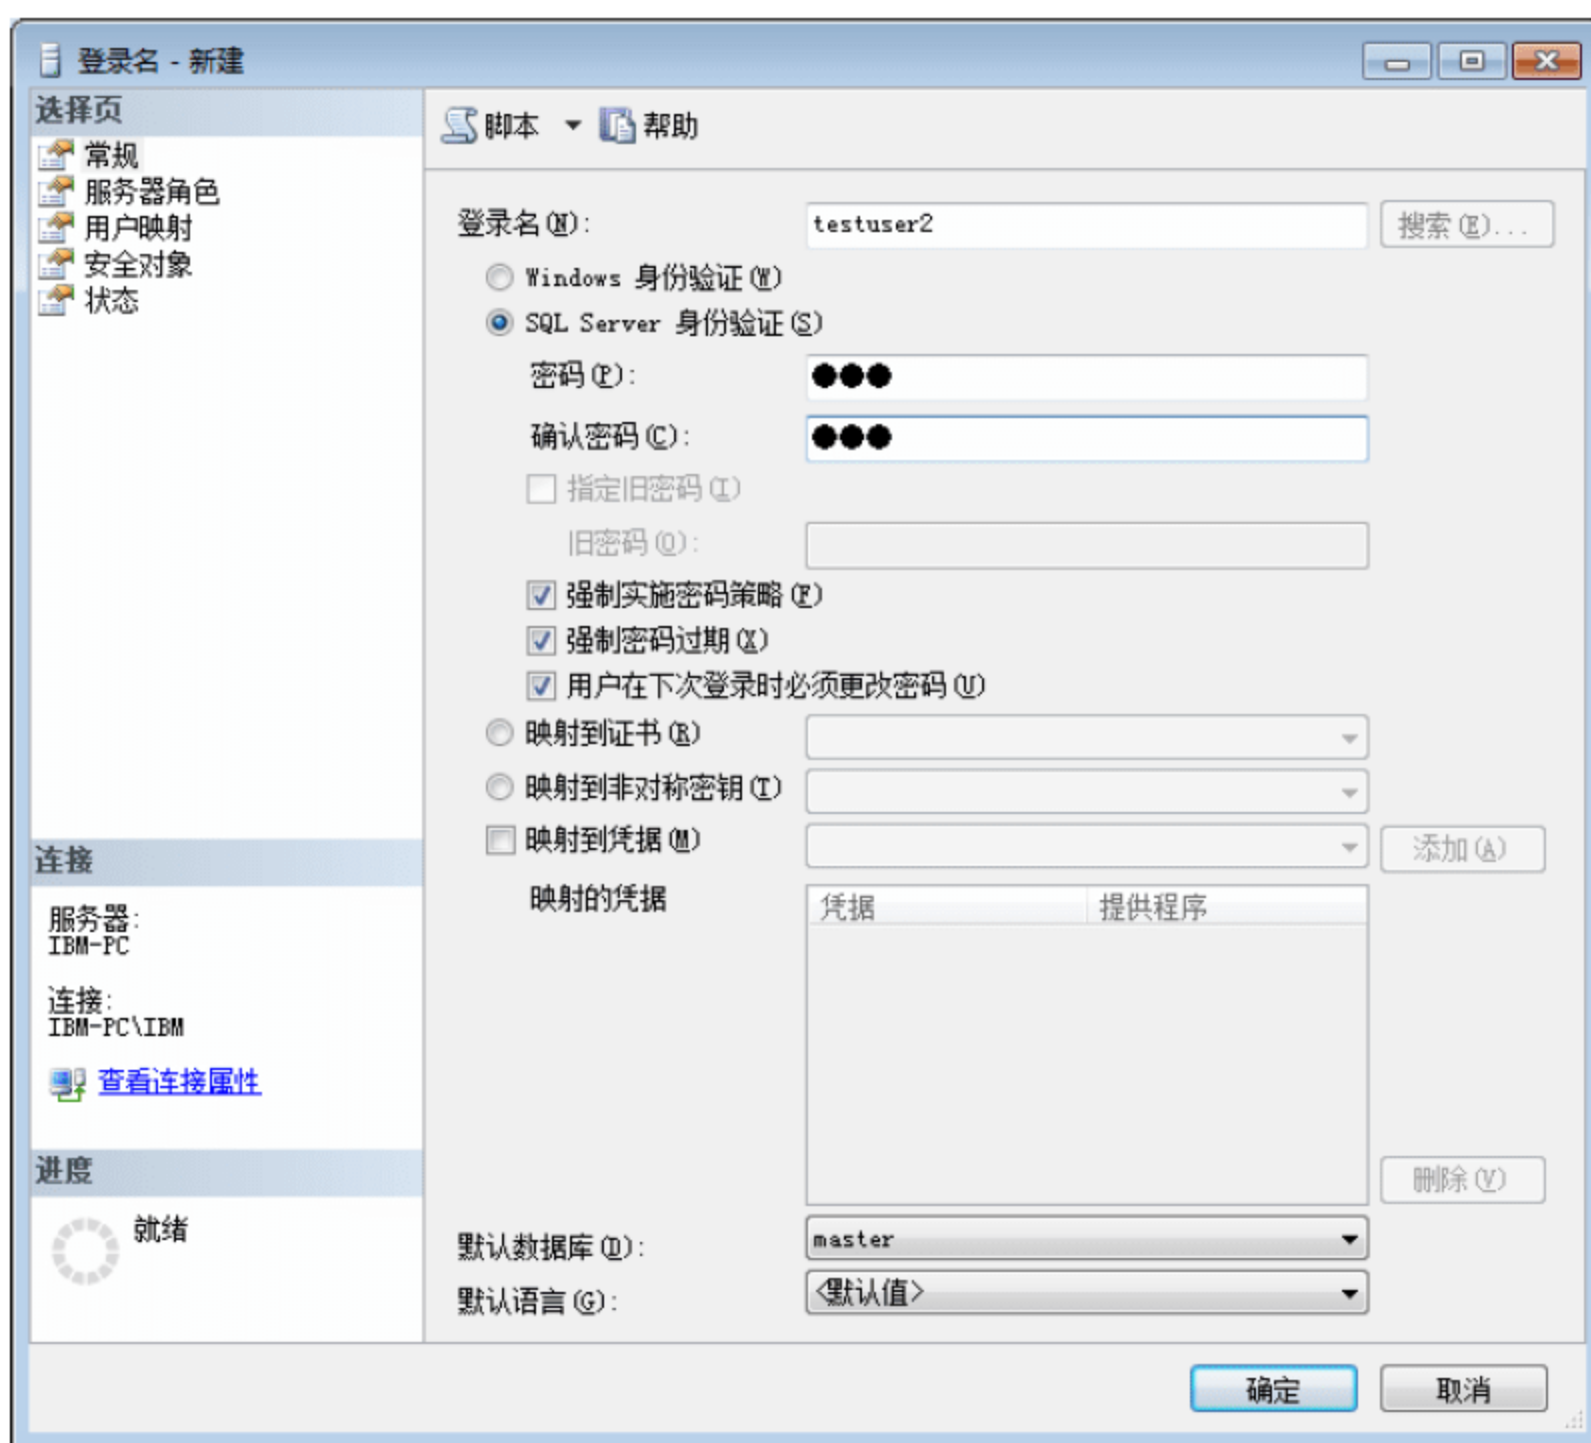 登录名 - 新建
选择页
常规
服务器角色
用户映射
安全对象
状态
连接
服务器:
IBM-PC
连接:
IBM-PC\IBM
查看连接属性
进度
就绪
脚本 帮助
登录名(N): testuser2 搜索(E)...
Windows 身份验证(W)
SQL Server 身份验证(S)
密码(P): ●●●
确认密码(C): ●●●
指定旧密码(I)
旧密码(O):
强制实施密码策略(F)
强制密码过期(X)
用户在下次登录时必须更改密码(U)
映射到证书(R)
映射到非对称密钥(T)
映射到凭据(M) 添加(A)
映射的凭据 凭据 提供程序
删除(V)
默认数据库(D): master
默认语言(G): <默认值>
确定 取消